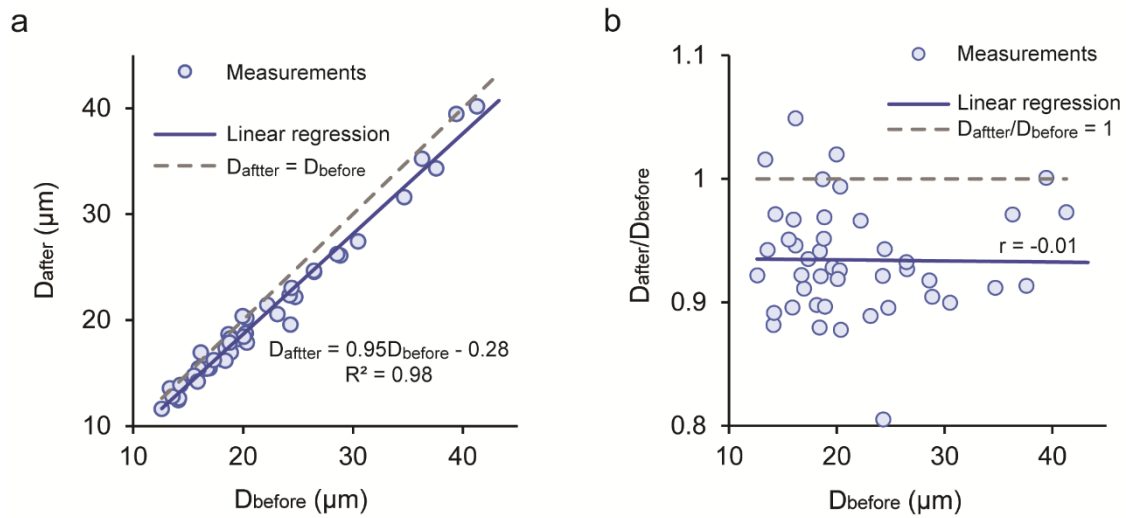 a
45
40
30
20
10
10
20
30
40
Dafter (µm)
Dbefore (µm)
Measurements
Linear regression
Daftter = Dbefore
Daftter = 0.95Dbefore - 0.28
R² = 0.98
b
1.1
1
0.9
0.8
10
20
30
40
Dafter/Dbefore
Dbefore (µm)
Measurements
Linear regression
Daftter/Dbefore = 1
r = -0.01